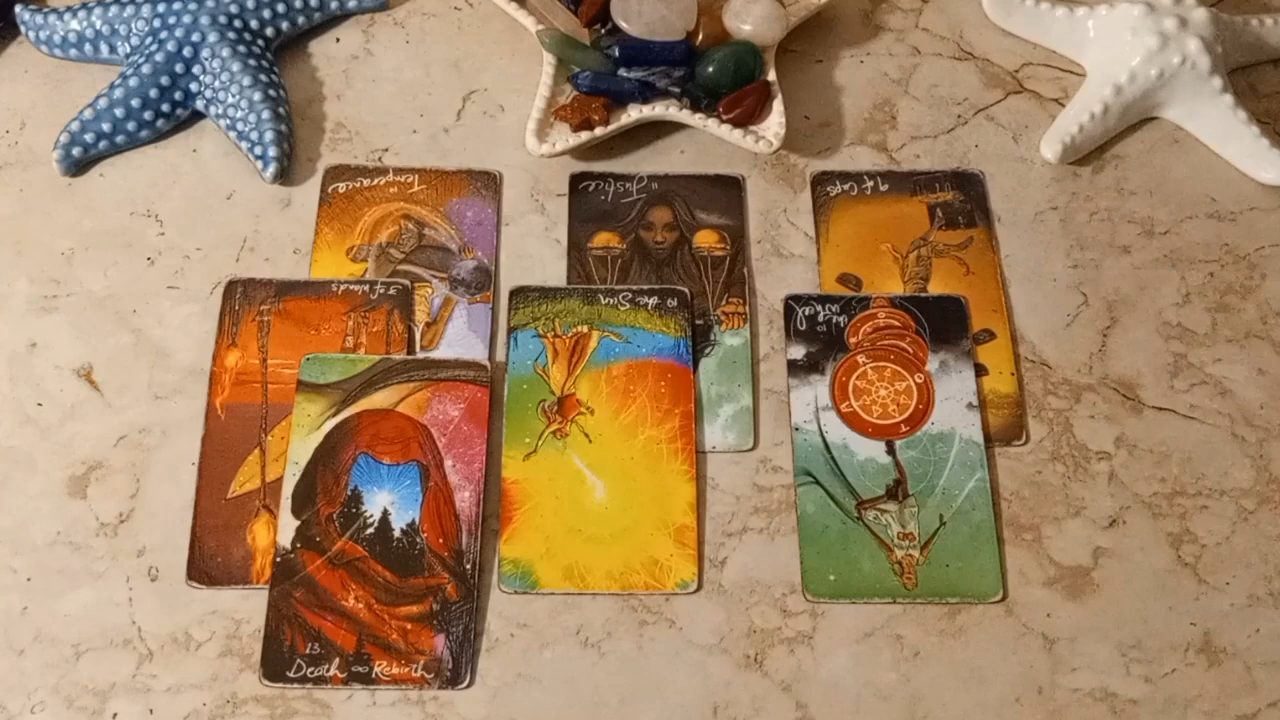 14
Temperance
11
Justice
9 of Cups
3 of Wands
19 the Sun
10
the
Wheel
T A R O
13.
Death ∞ Rebirth